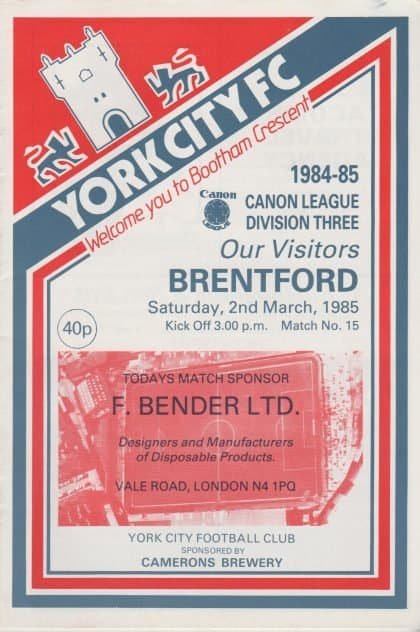 YORK CITY FC
Welcome you to Bootham Crescent
1984-85
Canon
CANON LEAGUE
DIVISION THREE
Our Visitors
BRENTFORD
Saturday, 2nd March, 1985
Kick Off 3.00 p.m. Match No. 15
40p
TODAYS MATCH SPONSOR
F. BENDER LTD.
Designers and Manufacturers
of Disposable Products.
VALE ROAD, LONDON N4 1PQ
YORK CITY FOOTBALL CLUB
SPONSORED BY
CAMERONS BREWERY